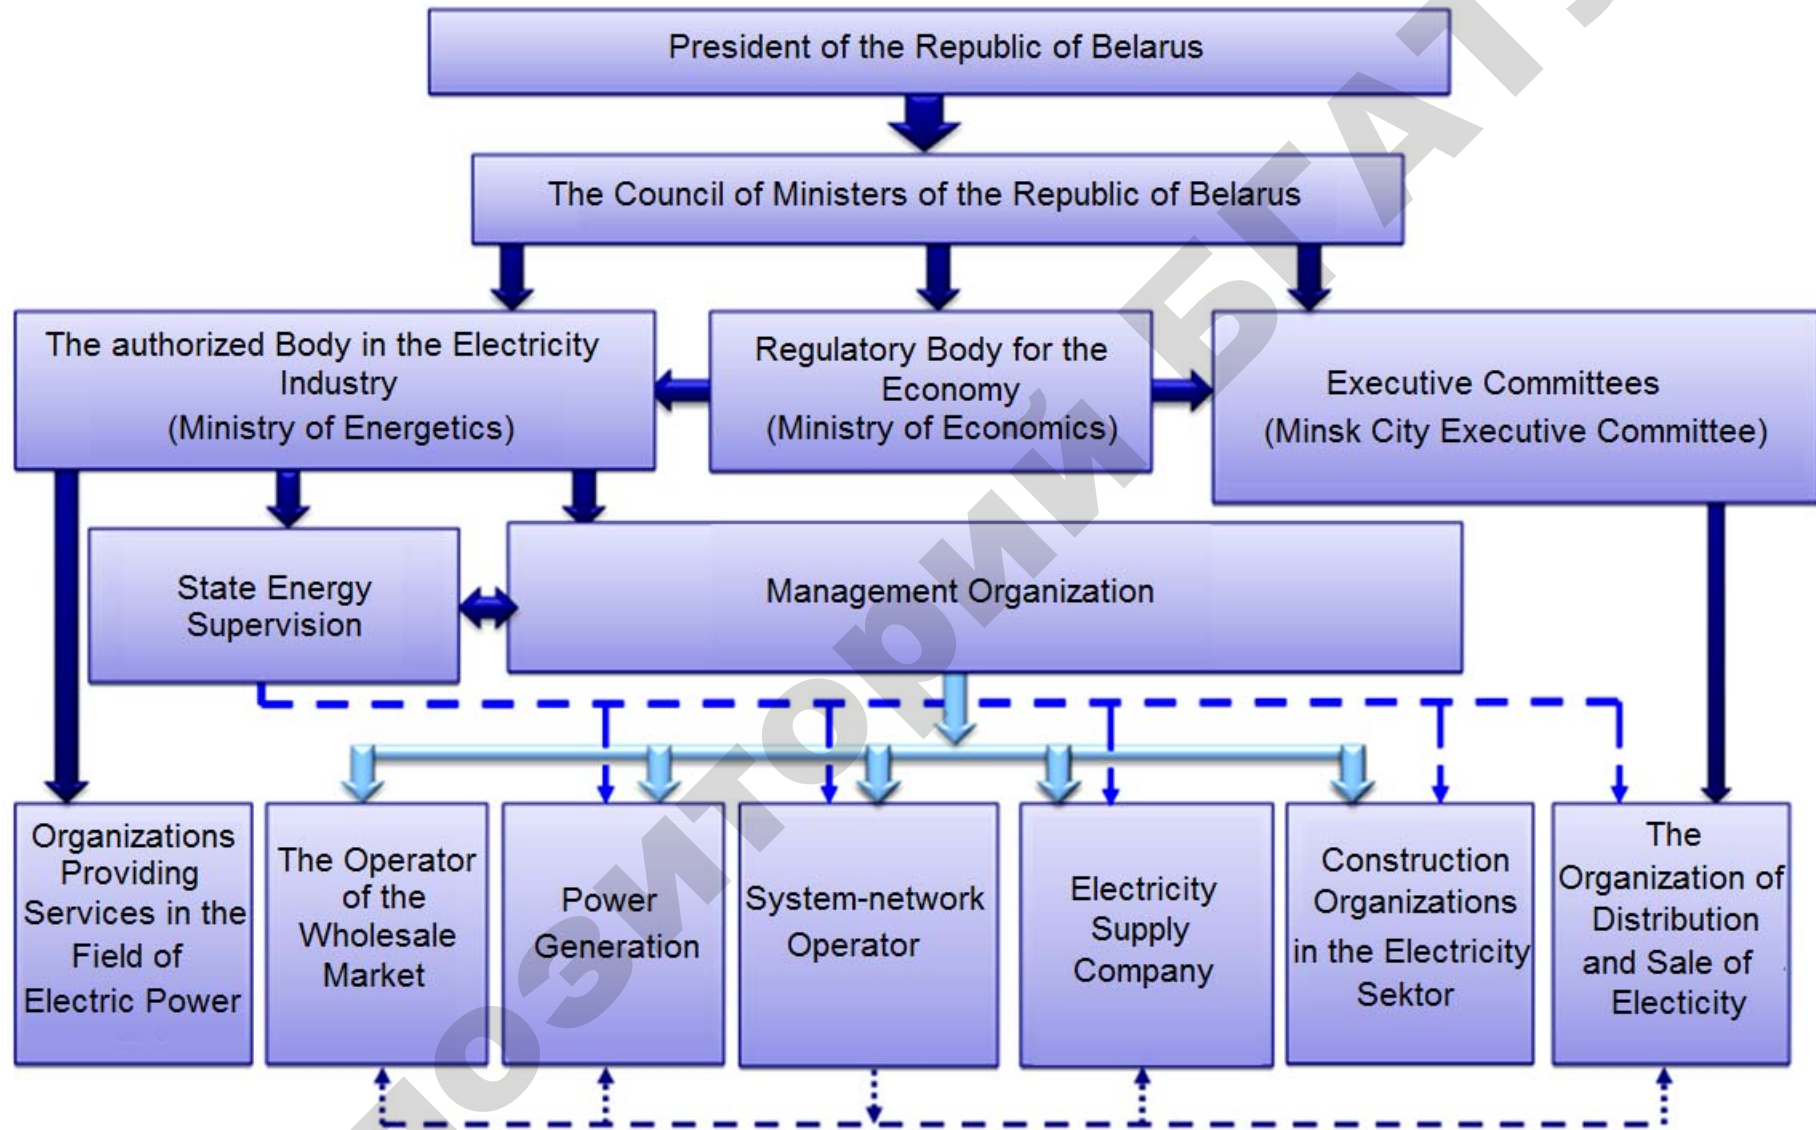 President of the Republic of Belarus
The Council of Ministers of the Republic of Belarus
The authorized Body in the Electricity
Industry
(Ministry of Energetics)
Regulatory Body for the
Economy
(Ministry of Economics)
Executive Committees
(Minsk City Executive Committee)
State Energy
Supervision
Management Organization
Organizations
Providing
Services in the
Field of
Electric Power
The Operator
of the
Wholesale
Market
Power
Generation
System-network
Operator
Electricity
Supply
Company
Construction
Organizations
in the Electricity
Sektor
The
Organization of
Distribution
and Sale of
Electicity
позиторий БГАТУ